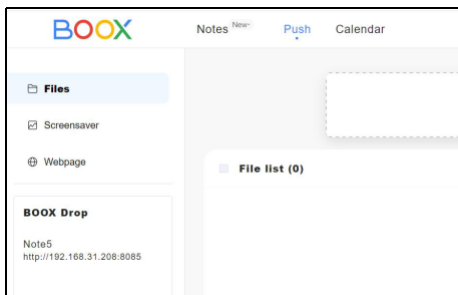 BOOX
Notes New~
Push
Calendar
Files
Screensaver
Webpage
File list (0)
BOOX Drop
Note5
http://192.168.31.208:8085